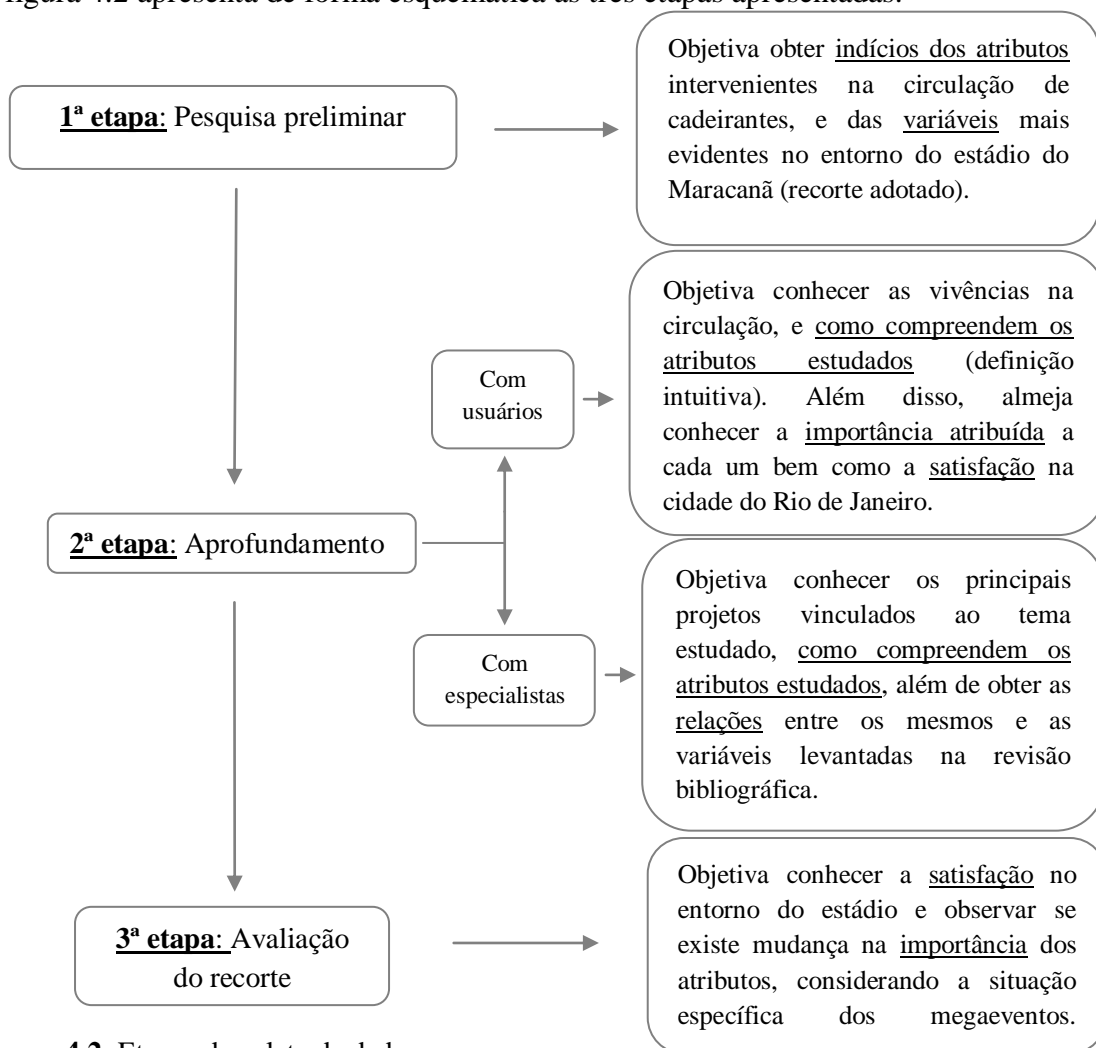 figura 4.2 apresenta de forma esquemática as três etapas apresentadas.
1ª etapa: Pesquisa preliminar
Objetiva obter indícios dos atributos
intervenientes na circulação de
cadeirantes, e das variáveis mais
evidentes no entorno do estádio do
Maracanã (recorte adotado).
2ª etapa: Aprofundamento
Com
usuários
Objetiva conhecer as vivências na
circulação, e como compreendem os
atributos estudados (definição
intuitiva). Além disso, almeja
conhecer a importância atribuída a
cada um bem como a satisfação na
cidade do Rio de Janeiro.
Com
especialistas
Objetiva conhecer os principais
projetos vinculados ao tema
estudado, como compreendem os
atributos estudados, além de obter as
relações entre os mesmos e as
variáveis levantadas na revisão
bibliográfica.
3ª etapa: Avaliação
do recorte
Objetiva conhecer a satisfação no
entorno do estádio e observar se
existe mudança na importância dos
atributos, considerando a situação
específica dos megaeventos.
4.2